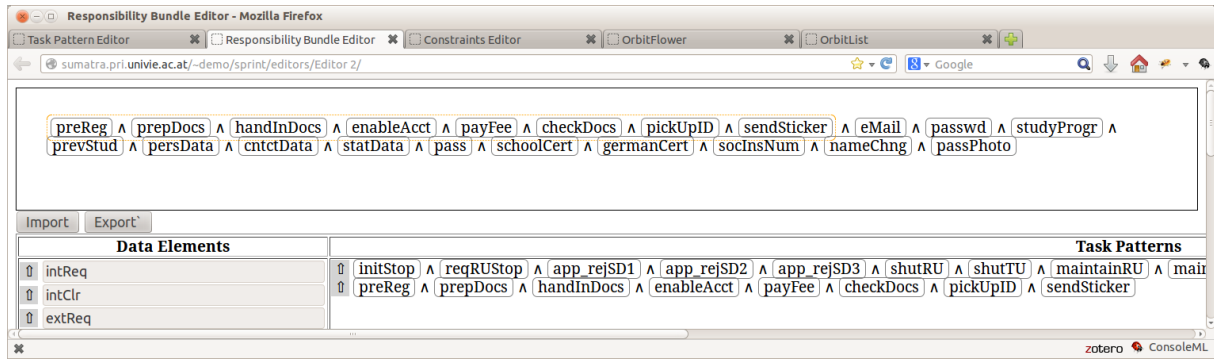 Responsibility Bundle Editor - Mozilla Firefox
Task Pattern Editor Responsibility Bundle Editor Constraints Editor OrbitFlower OrbitList
sumatra.pri.univie.ac.at/~demo/sprint/editors/Editor 2/ Google
preReg ∧ prepDocs ∧ handInDocs ∧ enableAcct ∧ payFee ∧ checkDocs ∧ pickUpID ∧ sendSticker ∧ eMail ∧ passwd ∧ studyProgr ∧
prevStud ∧ persData ∧ cntctData ∧ statData ∧ pass ∧ schoolCert ∧ germanCert ∧ socInsNum ∧ nameChng ∧ passPhoto
Import Export`
Data Elements Task Patterns
⇧ intReq ⇧ initStop ∧ reqRUStop ∧ app_rejSD1 ∧ app_rejSD2 ∧ app_rejSD3 ∧ shutRU ∧ shutTU ∧ maintainRU ∧ mair
⇧ intClr ⇧ preReg ∧ prepDocs ∧ handInDocs ∧ enableAcct ∧ payFee ∧ checkDocs ∧ pickUpID ∧ sendSticker
⇧ extReq
zotero ConsoleML